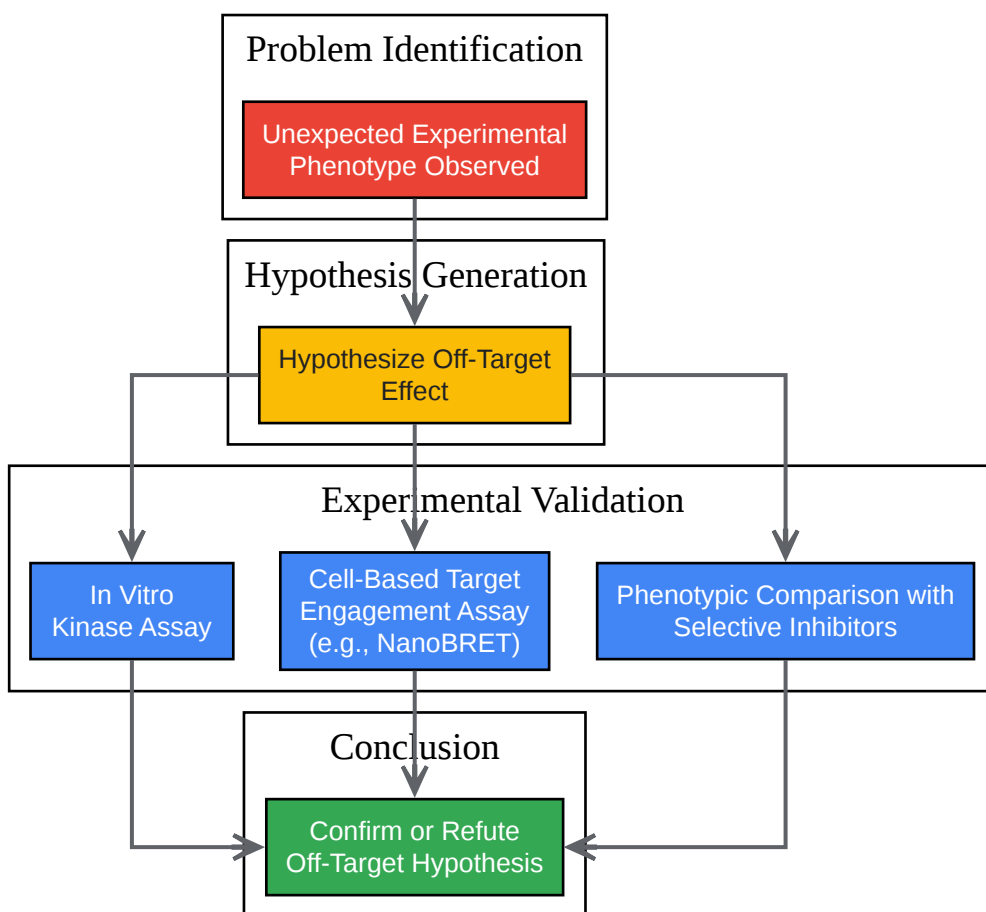 Problem Identification
Unexpected Experimental
Phenotype Observed
Hypothesis Generation
Hypothesize Off-Target
Effect
Experimental Validation
In Vitro
Kinase Assay
Cell-Based Target
Engagement Assay
(e.g., NanoBRET)
Phenotypic Comparison with
Selective Inhibitors
Conclusion
Confirm or Refute
Off-Target Hypothesis